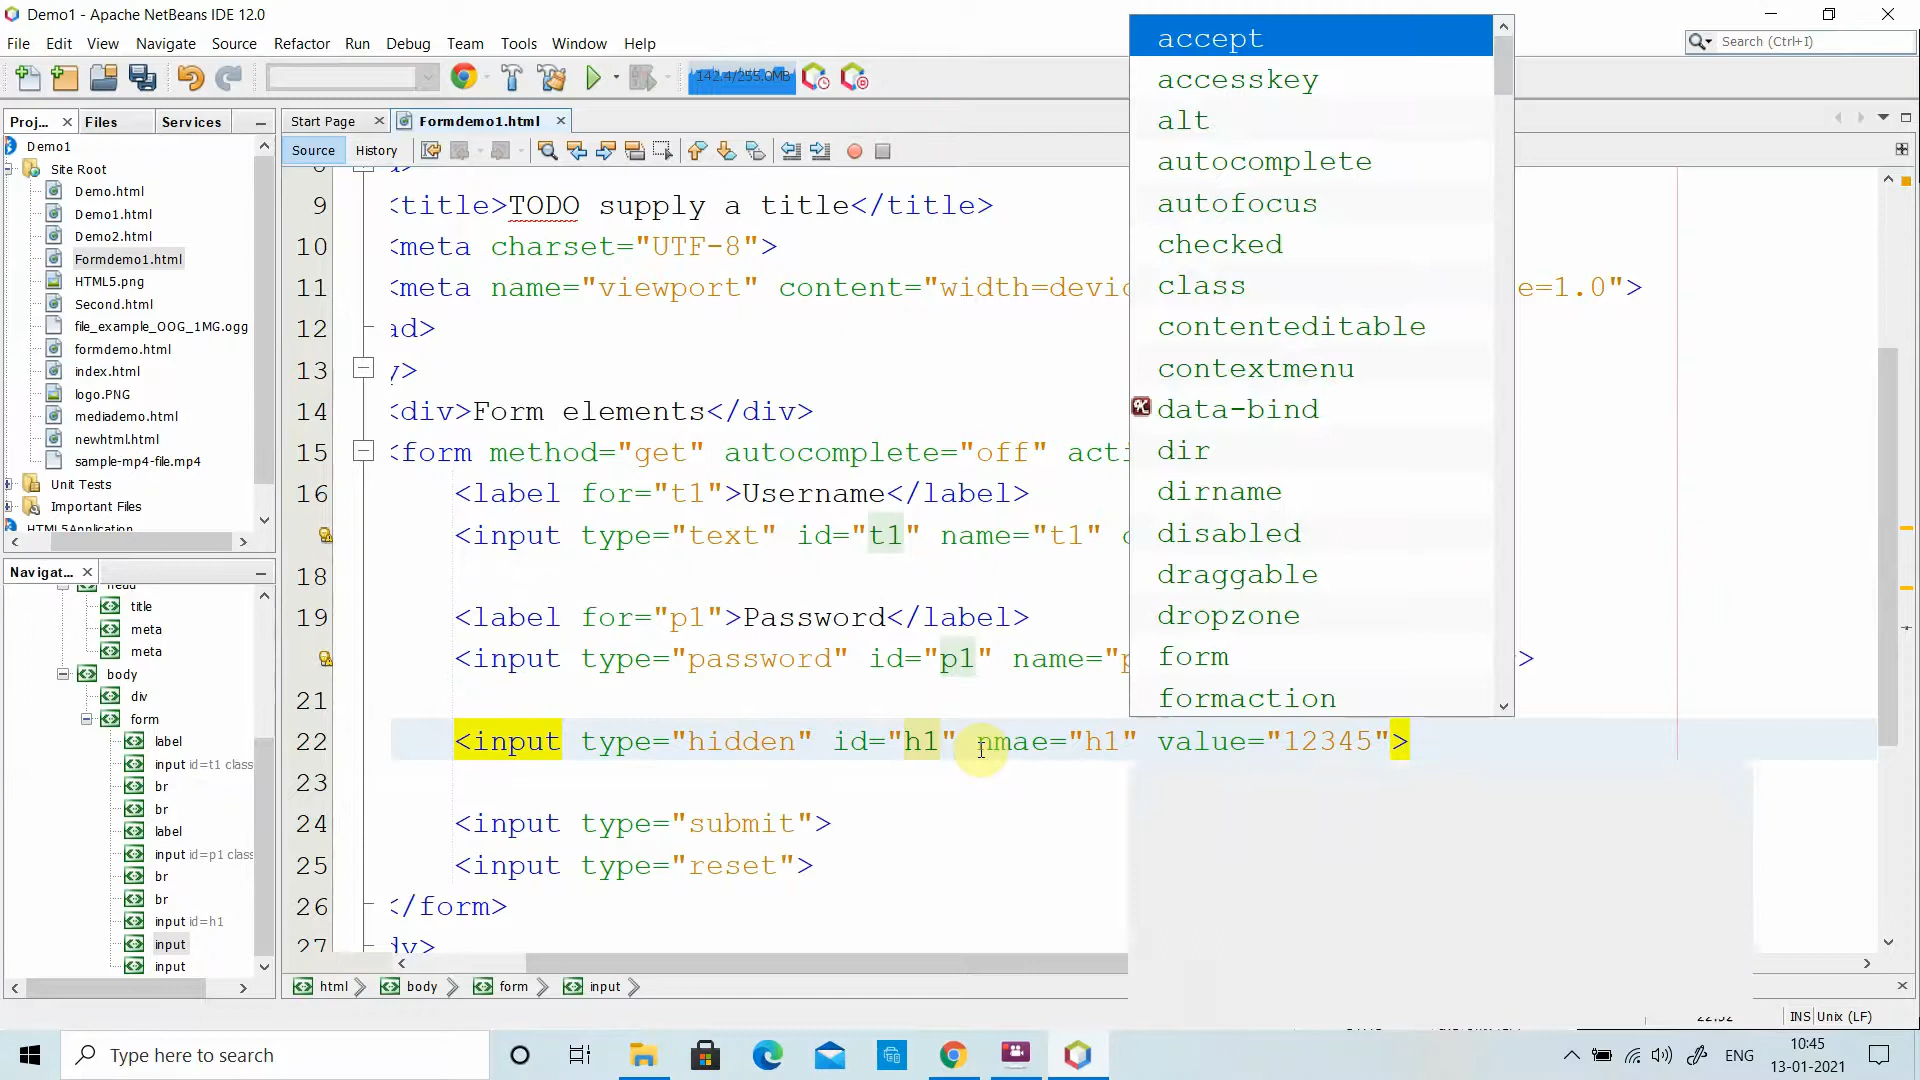 Demo1 - Apache NetBeans IDE 12.0
File Edit View Navigate Source Refactor Run Debug Team Tools Window Help
Search (Ctrl+I)
142.4/255.0MB
Proj... Files Services
Start Page Formdemo1.html
Source History
Demo1
Site Root
Demo.html
Demo1.html
Demo2.html
Formdemo1.html
HTML5.png
Second.html
file_example_OOG_1MG.ogg
formdemo.html
index.html
logo.PNG
mediademo.html
newhtml.html
sample-mp4-file.mp4
Unit Tests
Important Files
HTML5Application
Navigat...
head
title
meta
meta
body
div
form
label
input id=t1 class
br
br
label
input id=p1 class
br
br
input id=h1
input
input
9 <title>TODO supply a title</title>
10 <meta charset="UTF-8">
11 <meta name="viewport" content="width=devic e=1.0">
12 ad>
13 y>
14 <div>Form elements</div>
15 <form method="get" autocomplete="off" acti
16 <label for="t1">Username</label>
<input type="text" id="t1" name="t1"
18
19 <label for="p1">Password</label>
<input type="password" id="p1" name="p >
21
22 <input type="hidden" id="h1" nmae="h1" value="12345">
23
24 <input type="submit">
25 <input type="reset">
26 </form>
27 dy>
accept
accesskey
alt
autocomplete
autofocus
checked
class
contenteditable
contextmenu
data-bind
dir
dirname
disabled
draggable
dropzone
form
formaction
html body form input
INS Unix (LF)
Type here to search
ENG
10:45
13-01-2021